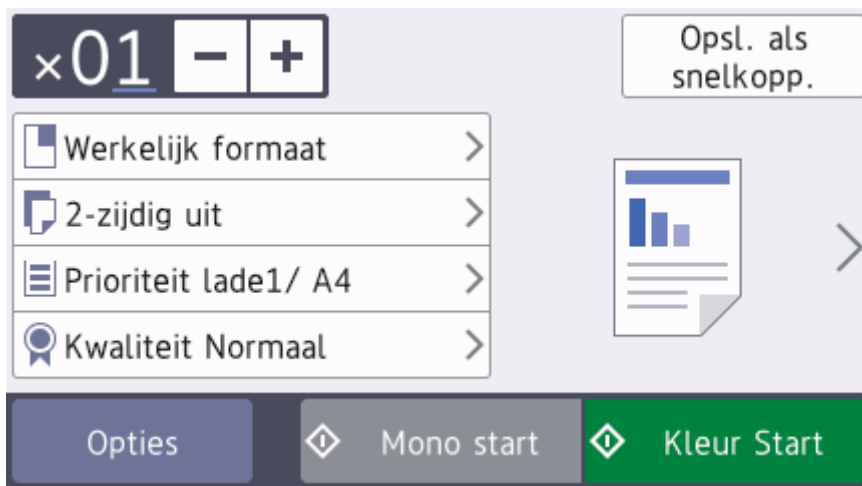 ×01 − +
Opsl. als
snelkopp.
Werkelijk formaat
2-zijdig uit
Prioriteit lade1/ A4
Kwaliteit Normaal
Opties
Mono start
Kleur Start